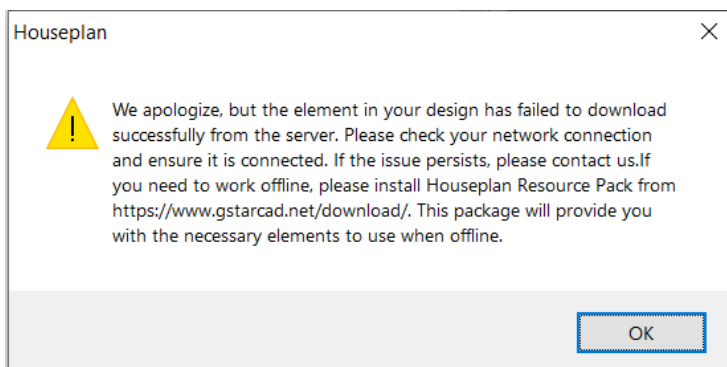 Houseplan
We apologize, but the element in your design has failed to download
successfully from the server. Please check your network connection
and ensure it is connected. If the issue persists, please contact us.If
you need to work offline, please install Houseplan Resource Pack from
https://www.gstarcad.net/download/. This package will provide you
with the necessary elements to use when offline.
OK